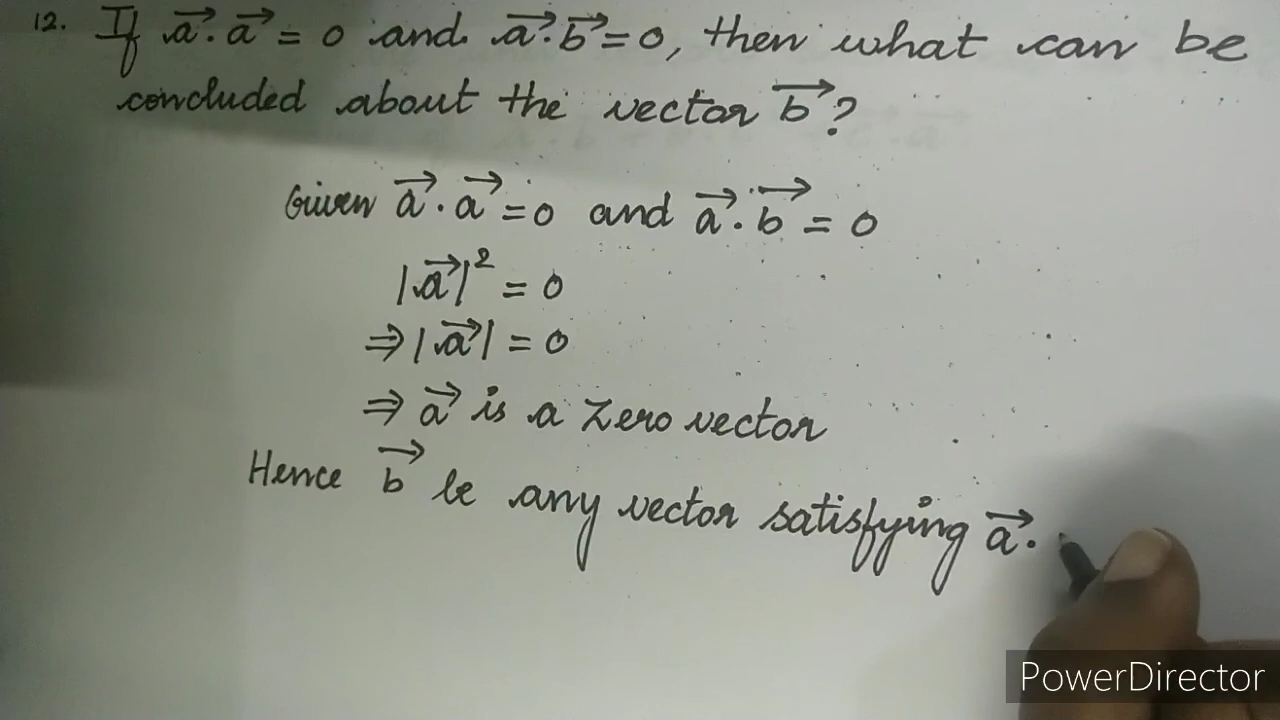 12. If a⃗ . a⃗ = 0 and a⃗ . b⃗ = 0, then what can be
concluded about the vector b⃗ ?
Given a⃗ . a⃗ = 0 and a⃗ . b⃗ = 0
|a⃗|² = 0
⇒ |a⃗| = 0
⇒ a⃗ is a zero vector
Hence b⃗ be any vector satisfying a⃗ .
PowerDirector